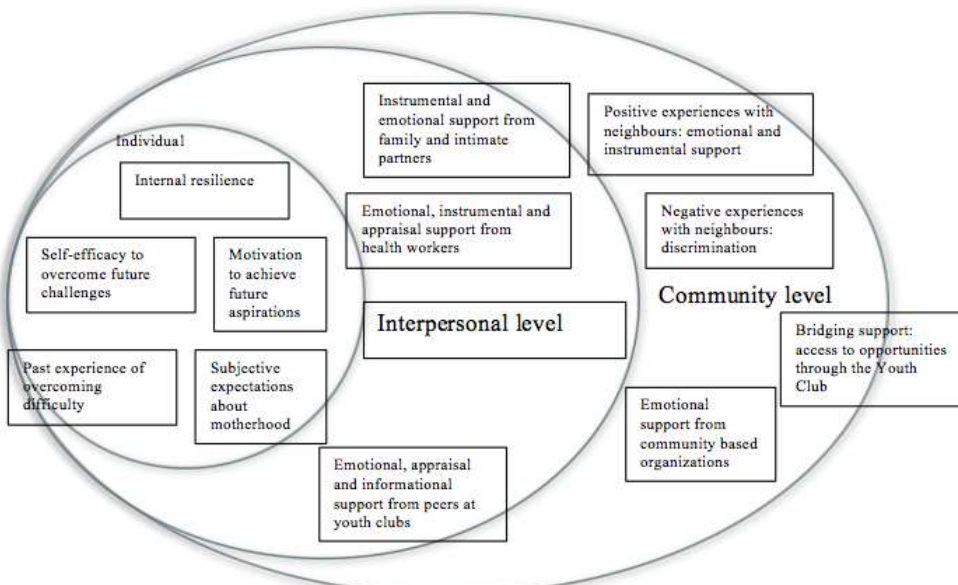 Individual
Internal resilience
Self-efficacy to
overcome future
challenges
Motivation
to achieve
future
aspirations
Past experience of
overcoming
difficulty
Subjective
expectations
about
motherhood
Instrumental and
emotional support from
family and intimate
partners
Emotional, instrumental and
appraisal support from
health workers
Interpersonal level
Emotional, appraisal
and informational
support from peers at
youth clubs
Positive experiences with
neighbours: emotional and
instrumental support
Negative experiences
with neighbours:
discrimination
Community level
Bridging support:
access to opportunities
through the Youth
Club
Emotional
support from
community based
organizations